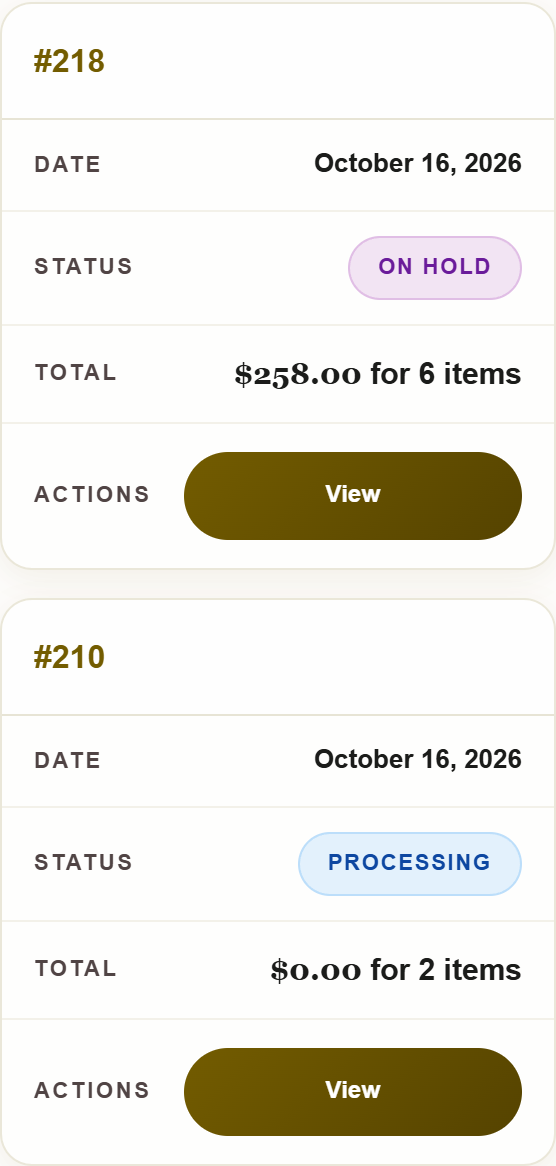 #218
DATE October 16, 2026
STATUS ON HOLD
TOTAL $258.00 for 6 items
ACTIONS View
#210
DATE October 16, 2026
STATUS PROCESSING
TOTAL $0.00 for 2 items
ACTIONS View